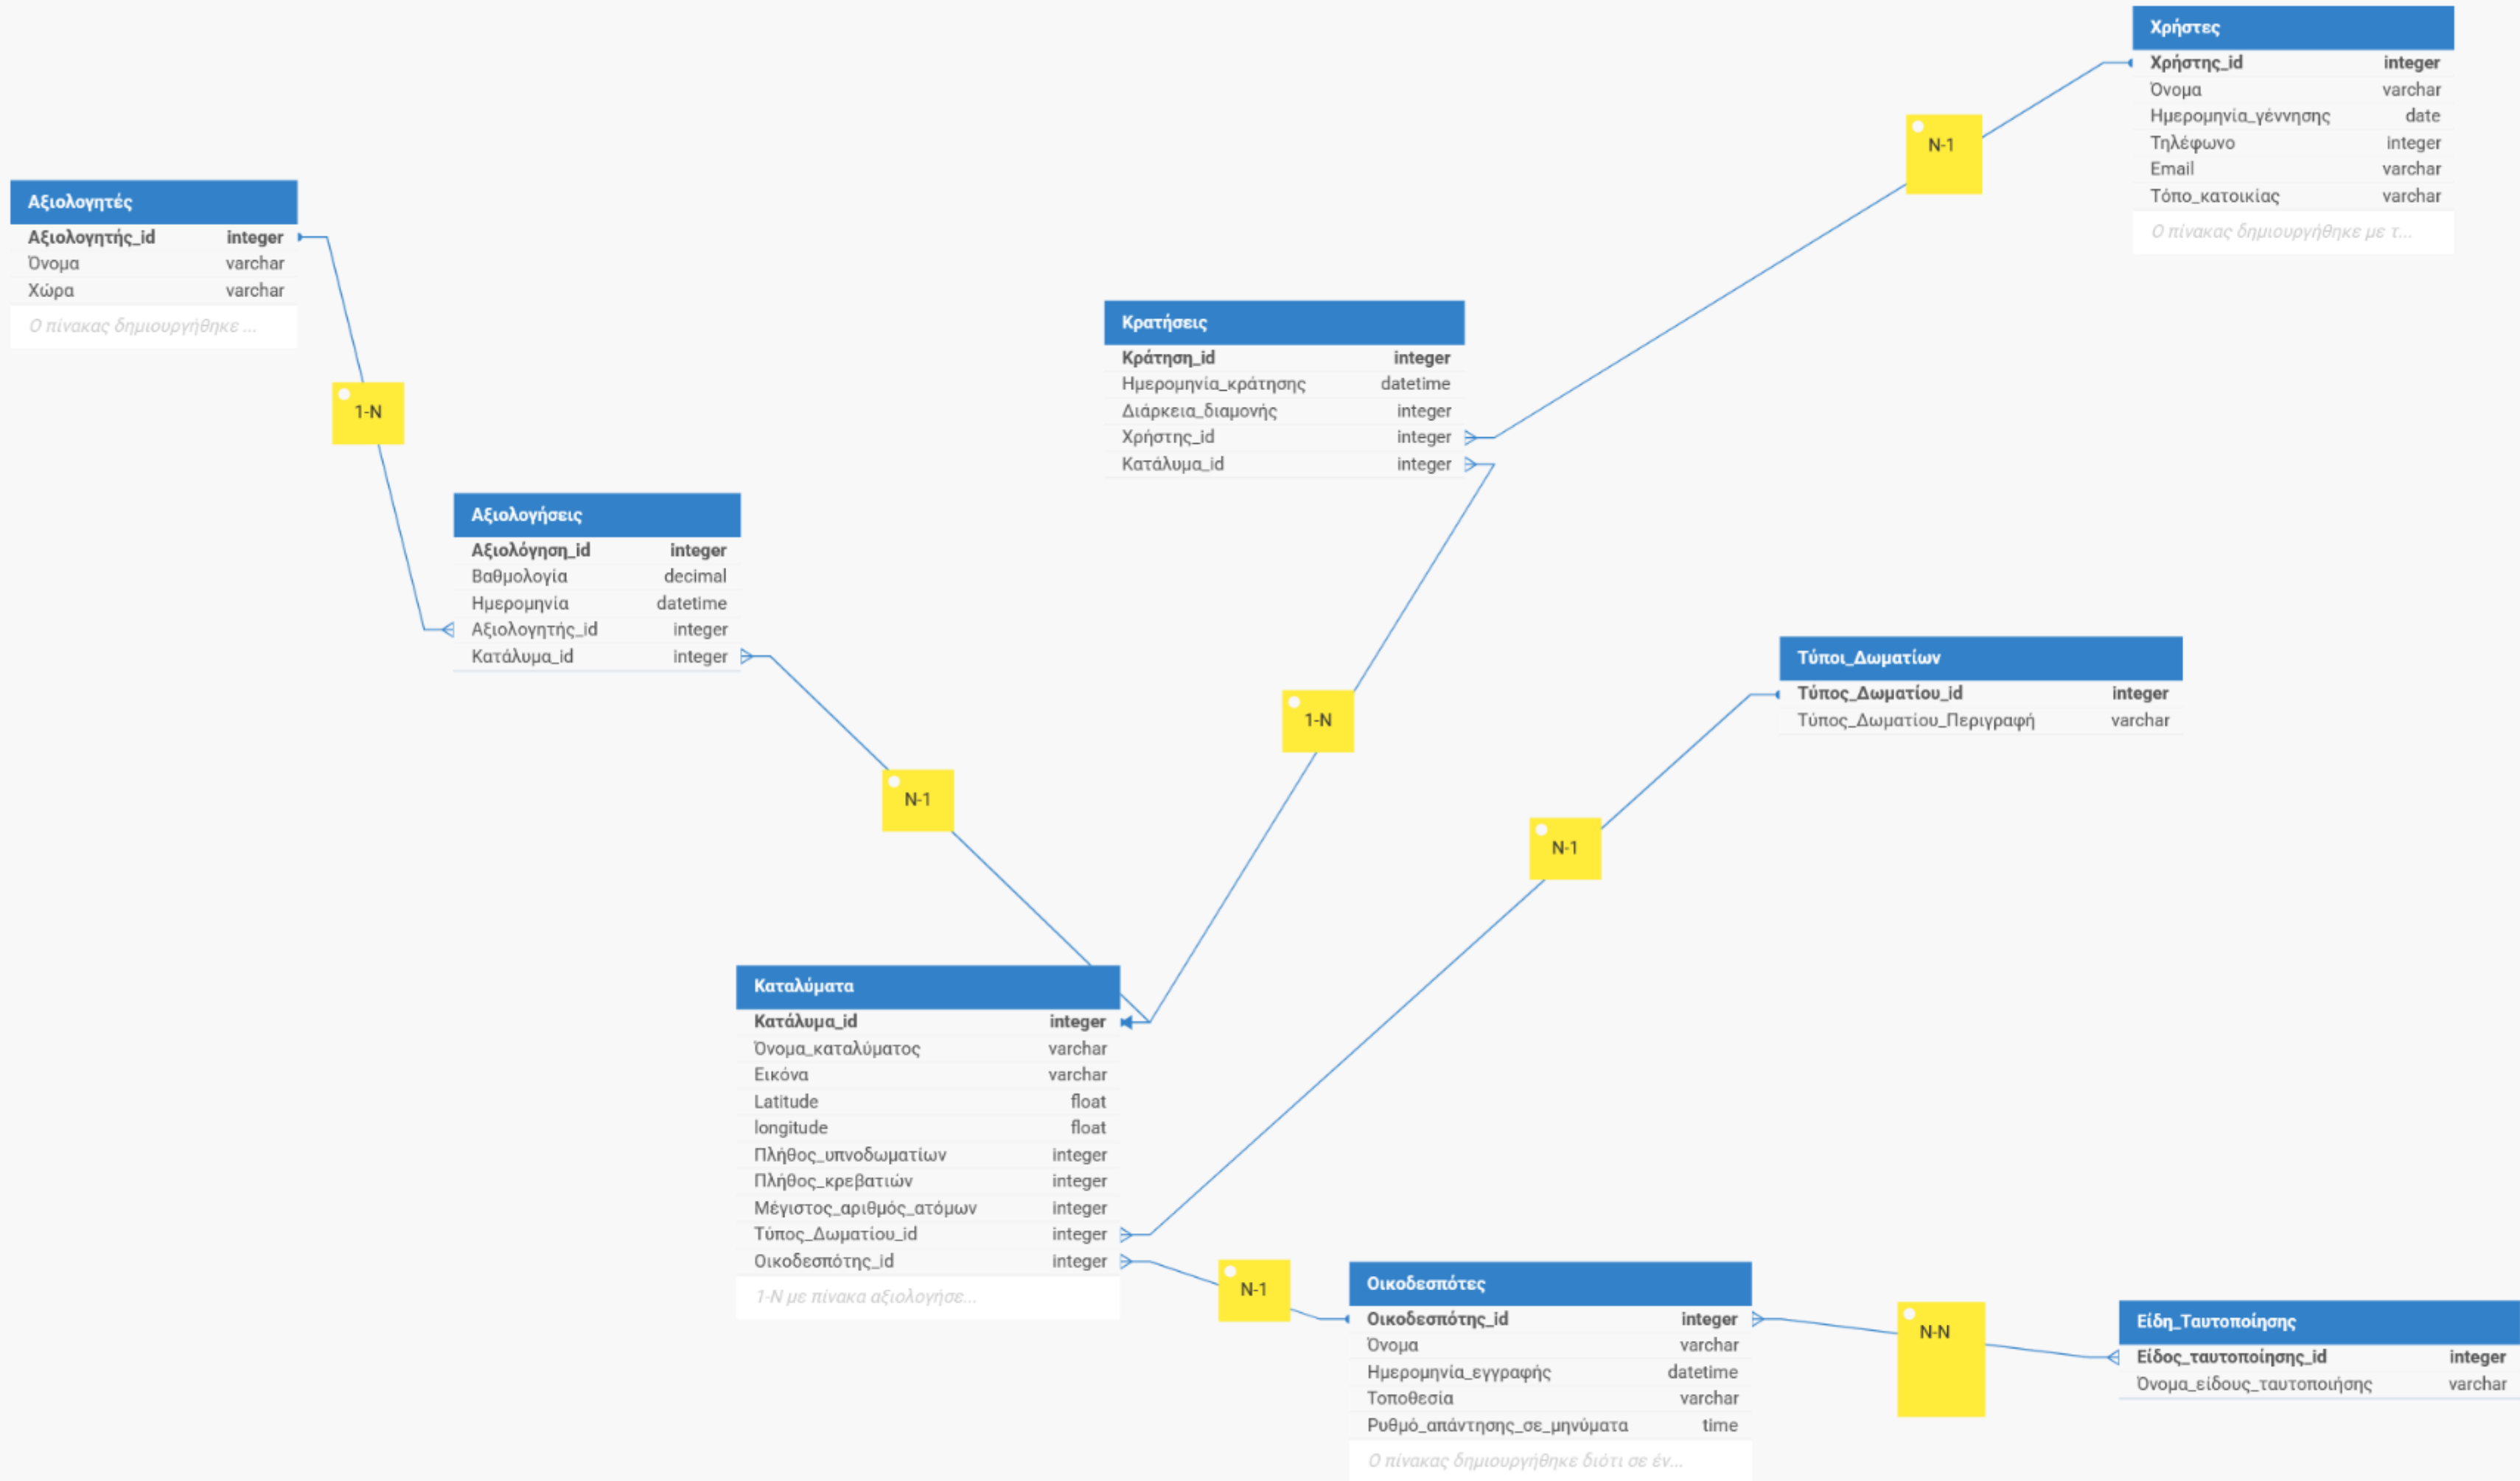 Χρήστες
Χρήστης_id integer
Όνομα varchar
Ημερομηνία_γέννησης date
Τηλέφωνο integer
Email varchar
Τόπο_κατοικίας varchar
Ο πίνακας δημιουργήθηκε με τ...
N-1
Αξιολογητές
Αξιολογητής_id integer
Όνομα varchar
Χώρα varchar
Ο πίνακας δημιουργήθηκε ...
1-N
Κρατήσεις
Κράτηση_id integer
Ημερομηνία_κράτησης datetime
Διάρκεια_διαμονής integer
Χρήστης_id integer
Κατάλυμα_id integer
Αξιολογήσεις
Αξιολόγηση_id integer
Βαθμολογία decimal
Ημερομηνία datetime
Αξιολογητής_id integer
Κατάλυμα_id integer
1-N
Τύποι_Δωματίων
Τύπος_Δωματίου_id integer
Τύπος_Δωματίου_Περιγραφή varchar
N-1
N-1
Καταλύματα
Κατάλυμα_id integer
Όνομα_καταλύματος varchar
Εικόνα varchar
Latitude float
longitude float
Πλήθος_υπνοδωματίων integer
Πλήθος_κρεβατιών integer
Μέγιστος_αριθμός_ατόμων integer
Τύπος_Δωματίου_id integer
Οικοδεσπότης_id integer
1-N με πίνακα αξιολογήσε...
N-1
Οικοδεσπότες
Οικοδεσπότης_id integer
Όνομα varchar
Ημερομηνία_εγγραφής datetime
Τοποθεσία varchar
Ρυθμό_απάντησης_σε_μηνύματα time
Ο πίνακας δημιουργήθηκε διότι σε έν...
N-N
Είδη_Ταυτοποίησης
Είδος_ταυτοποίησης_id integer
Όνομα_είδους_ταυτοποιήσης varchar